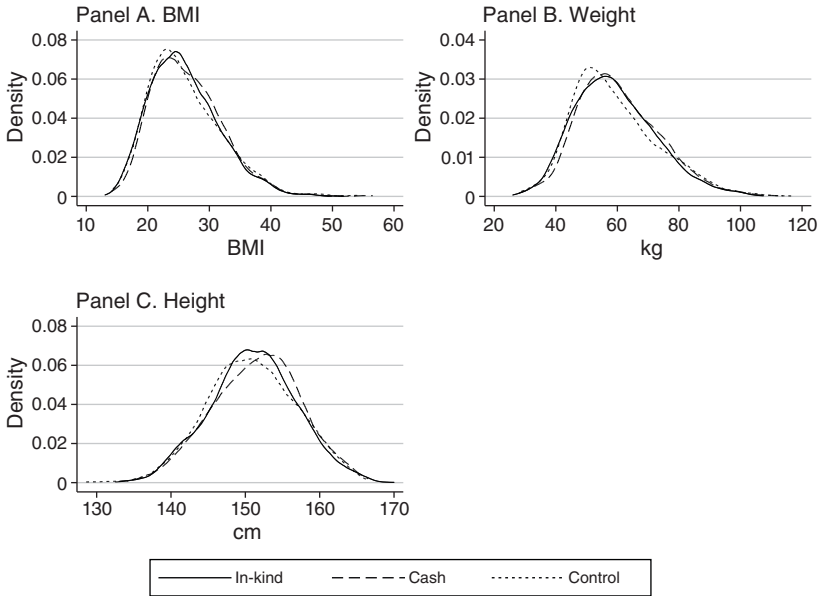 Panel A. BMI
0.08
0.06
0.04
0.02
0
Density
10 20 30 40 50 60
BMI
Panel B. Weight
0.04
0.03
0.02
0.01
0
Density
20 40 60 80 100 120
kg
Panel C. Height
0.08
0.06
0.04
0.02
0
Density
130 140 150 160 170
cm
In-kind Cash Control